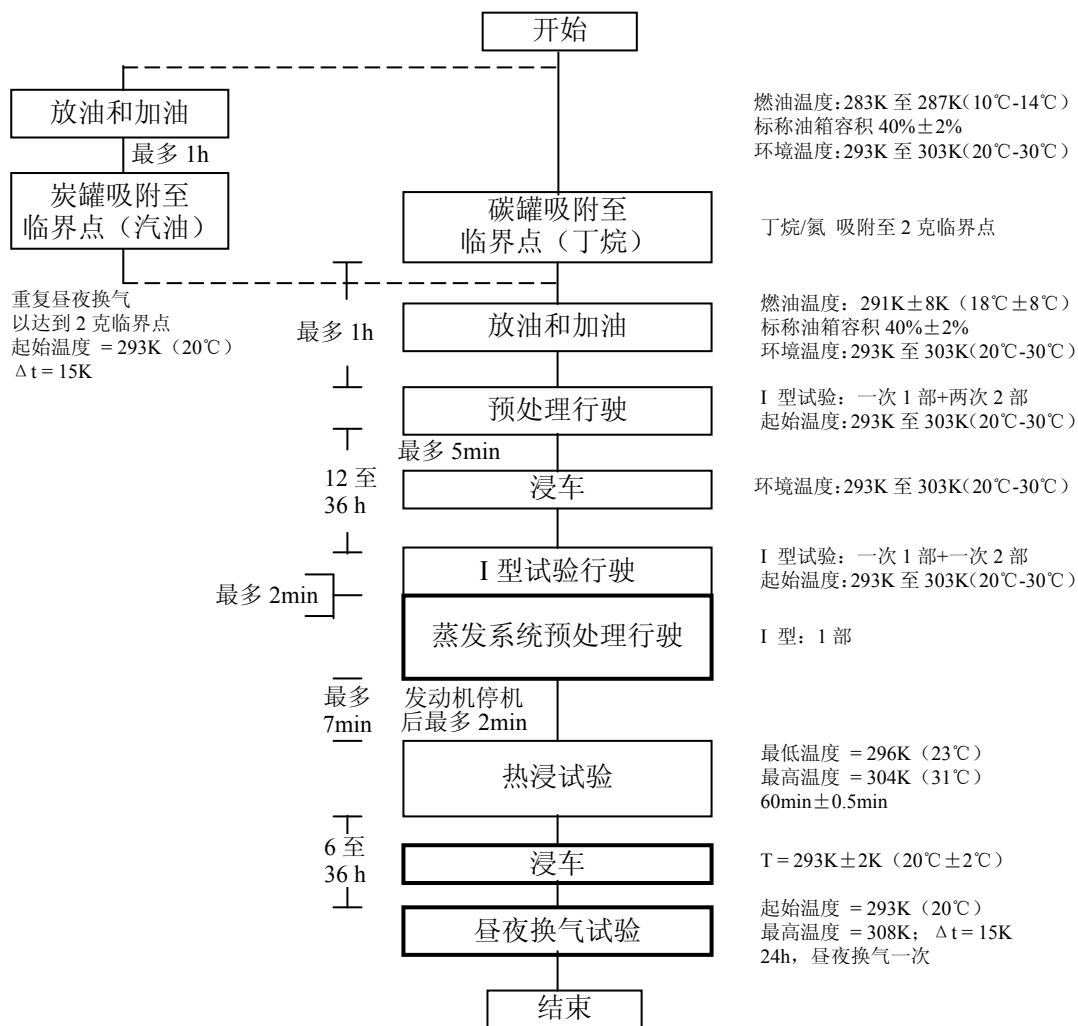 开始
放油和加油
燃油温度:283K 至 287K(10℃-14℃)
标称油箱容积 40%±2%
环境温度:293K 至 303K(20℃-30℃)
最多 1h
炭罐吸附至
临界点（汽油）
碳罐吸附至
临界点（丁烷）
丁烷/氮 吸附至 2 克临界点
重复昼夜换气
以达到 2 克临界点
起始温度 = 293K（20℃）
Δt = 15K
最多 1h
放油和加油
燃油温度: 291K±8K（18℃±8℃）
标称油箱容积 40%±2%
环境温度:293K 至 303K(20℃-30℃)
预处理行驶
I 型试验: 一次 1 部+两次 2 部
起始温度:293K 至 303K(20℃-30℃)
最多 5min
12 至
36 h
浸车
环境温度:293K 至 303K(20℃-30℃)
I 型试验行驶
I 型试验: 一次 1 部+一次 2 部
起始温度:293K 至 303K(20℃-30℃)
最多 2min
蒸发系统预处理行驶
I 型: 1 部
最多
7min
发动机停机
后最多 2min
热浸试验
最低温度 = 296K（23℃）
最高温度 = 304K（31℃）
60min±0.5min
6 至
36 h
浸车
T = 293K±2K（20℃±2℃）
昼夜换气试验
起始温度 = 293K（20℃）
最高温度 = 308K; Δt = 15K
24h，昼夜换气一次
结束